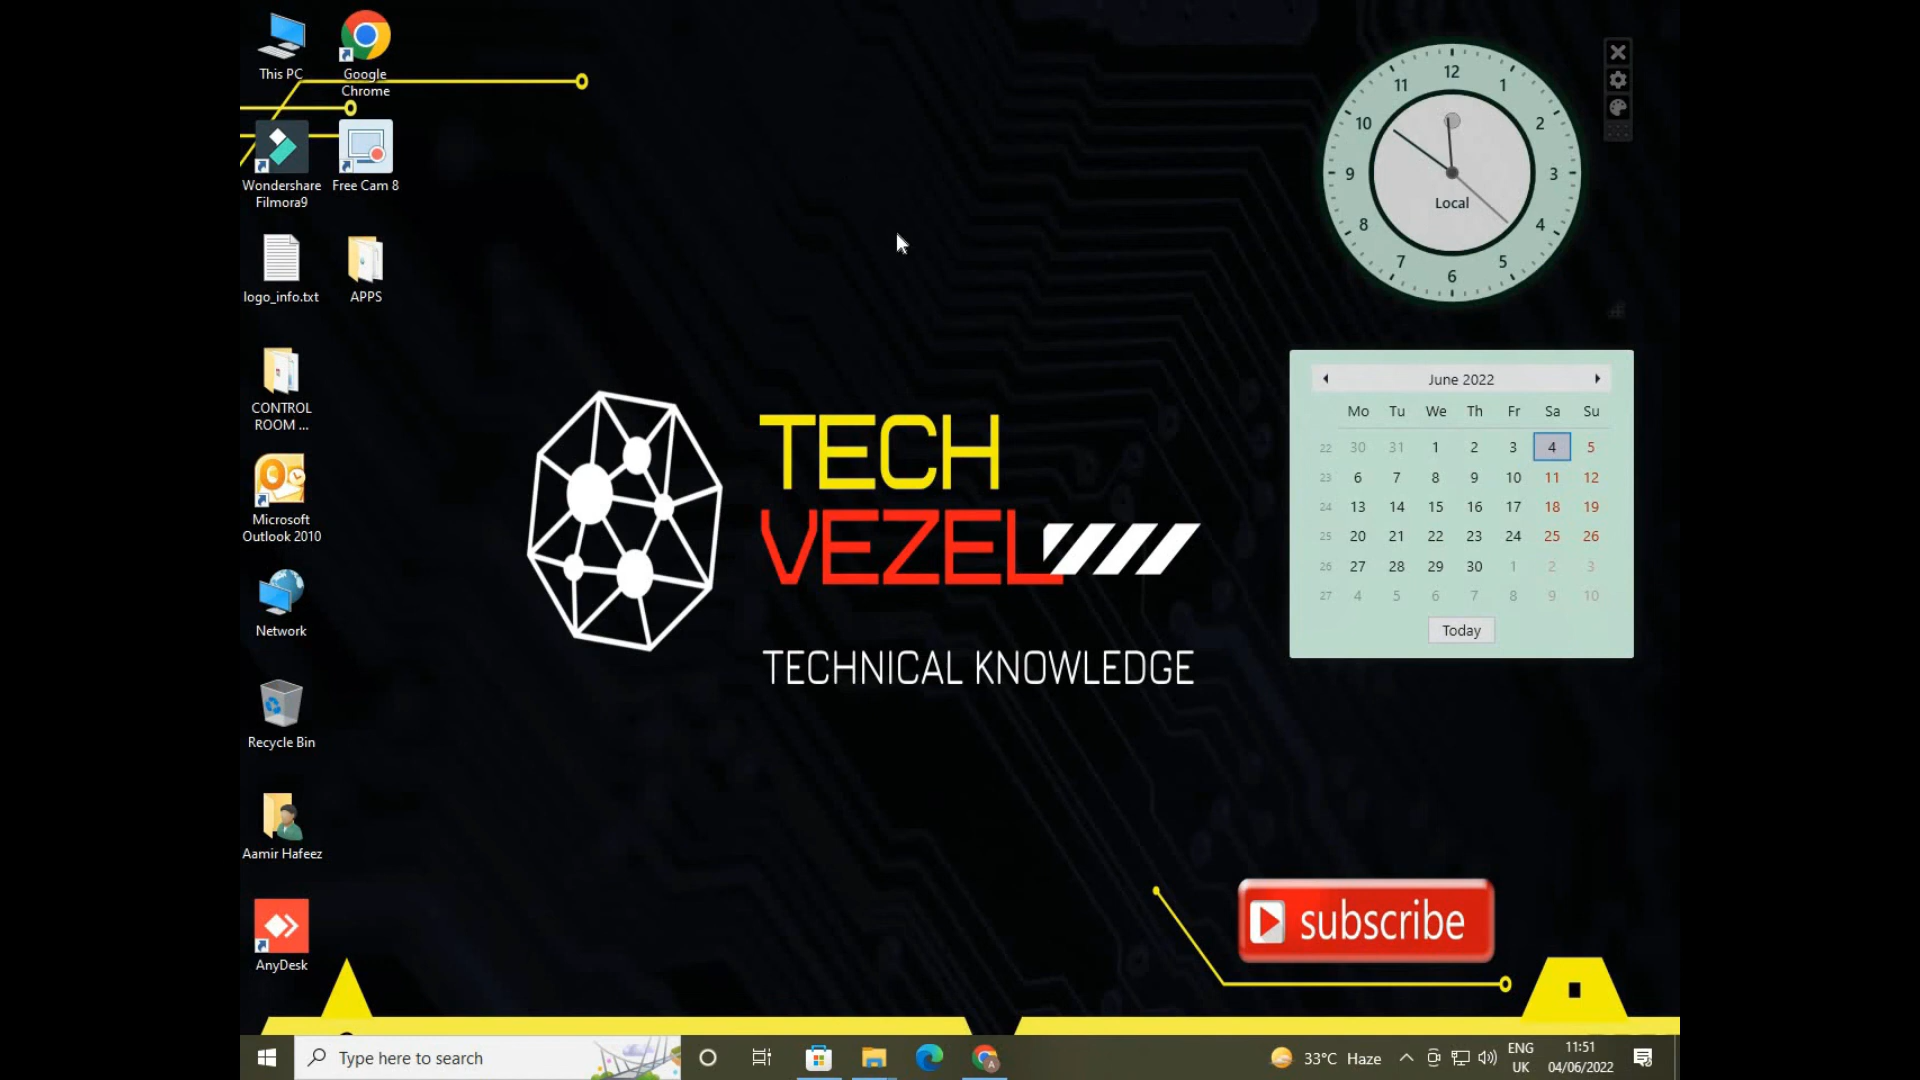 This PC
Google
Chrome
Wondershare
Filmora9
Free Cam 8
logo_info.txt
APPS
CONTROL
ROOM ...
Microsoft
Outlook 2010
Network
Recycle Bin
Aamir Hafeez
AnyDesk
TECH
VEZEL
TECHNICAL KNOWLEDGE
12
1
2
3
4
5
6
7
8
9
10
11
Local
June 2022
Mo Tu We Th Fr Sa Su
22 30 31 1 2 3 4 5
23 6 7 8 9 10 11 12
24 13 14 15 16 17 18 19
25 20 21 22 23 24 25 26
26 27 28 29 30 1 2 3
27 4 5 6 7 8 9 10
Today
subscribe
Type here to search
33°C Haze
ENG
UK
11:51
04/06/2022
A